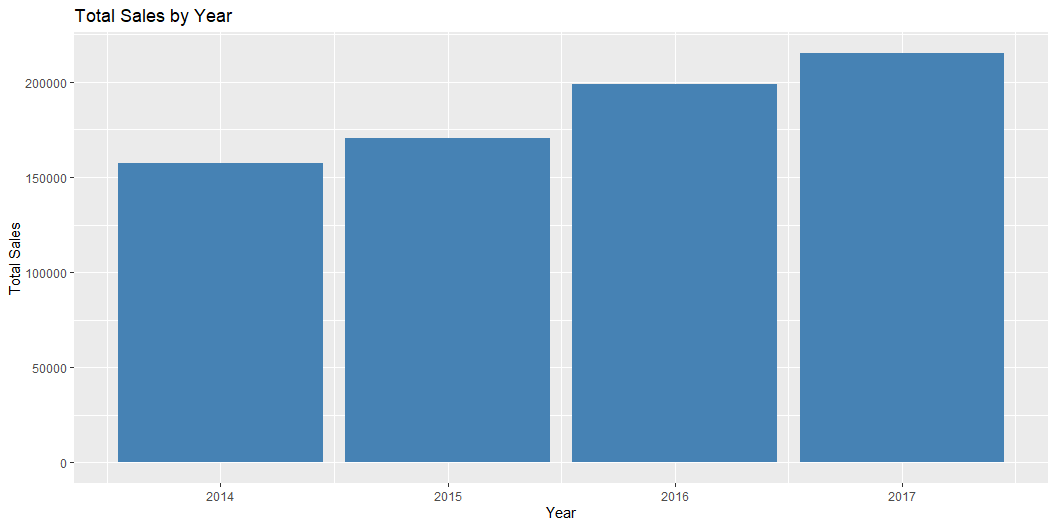 Total Sales by Year
Total Sales
200000
150000
100000
50000
0
2014 2015 2016 2017
Year